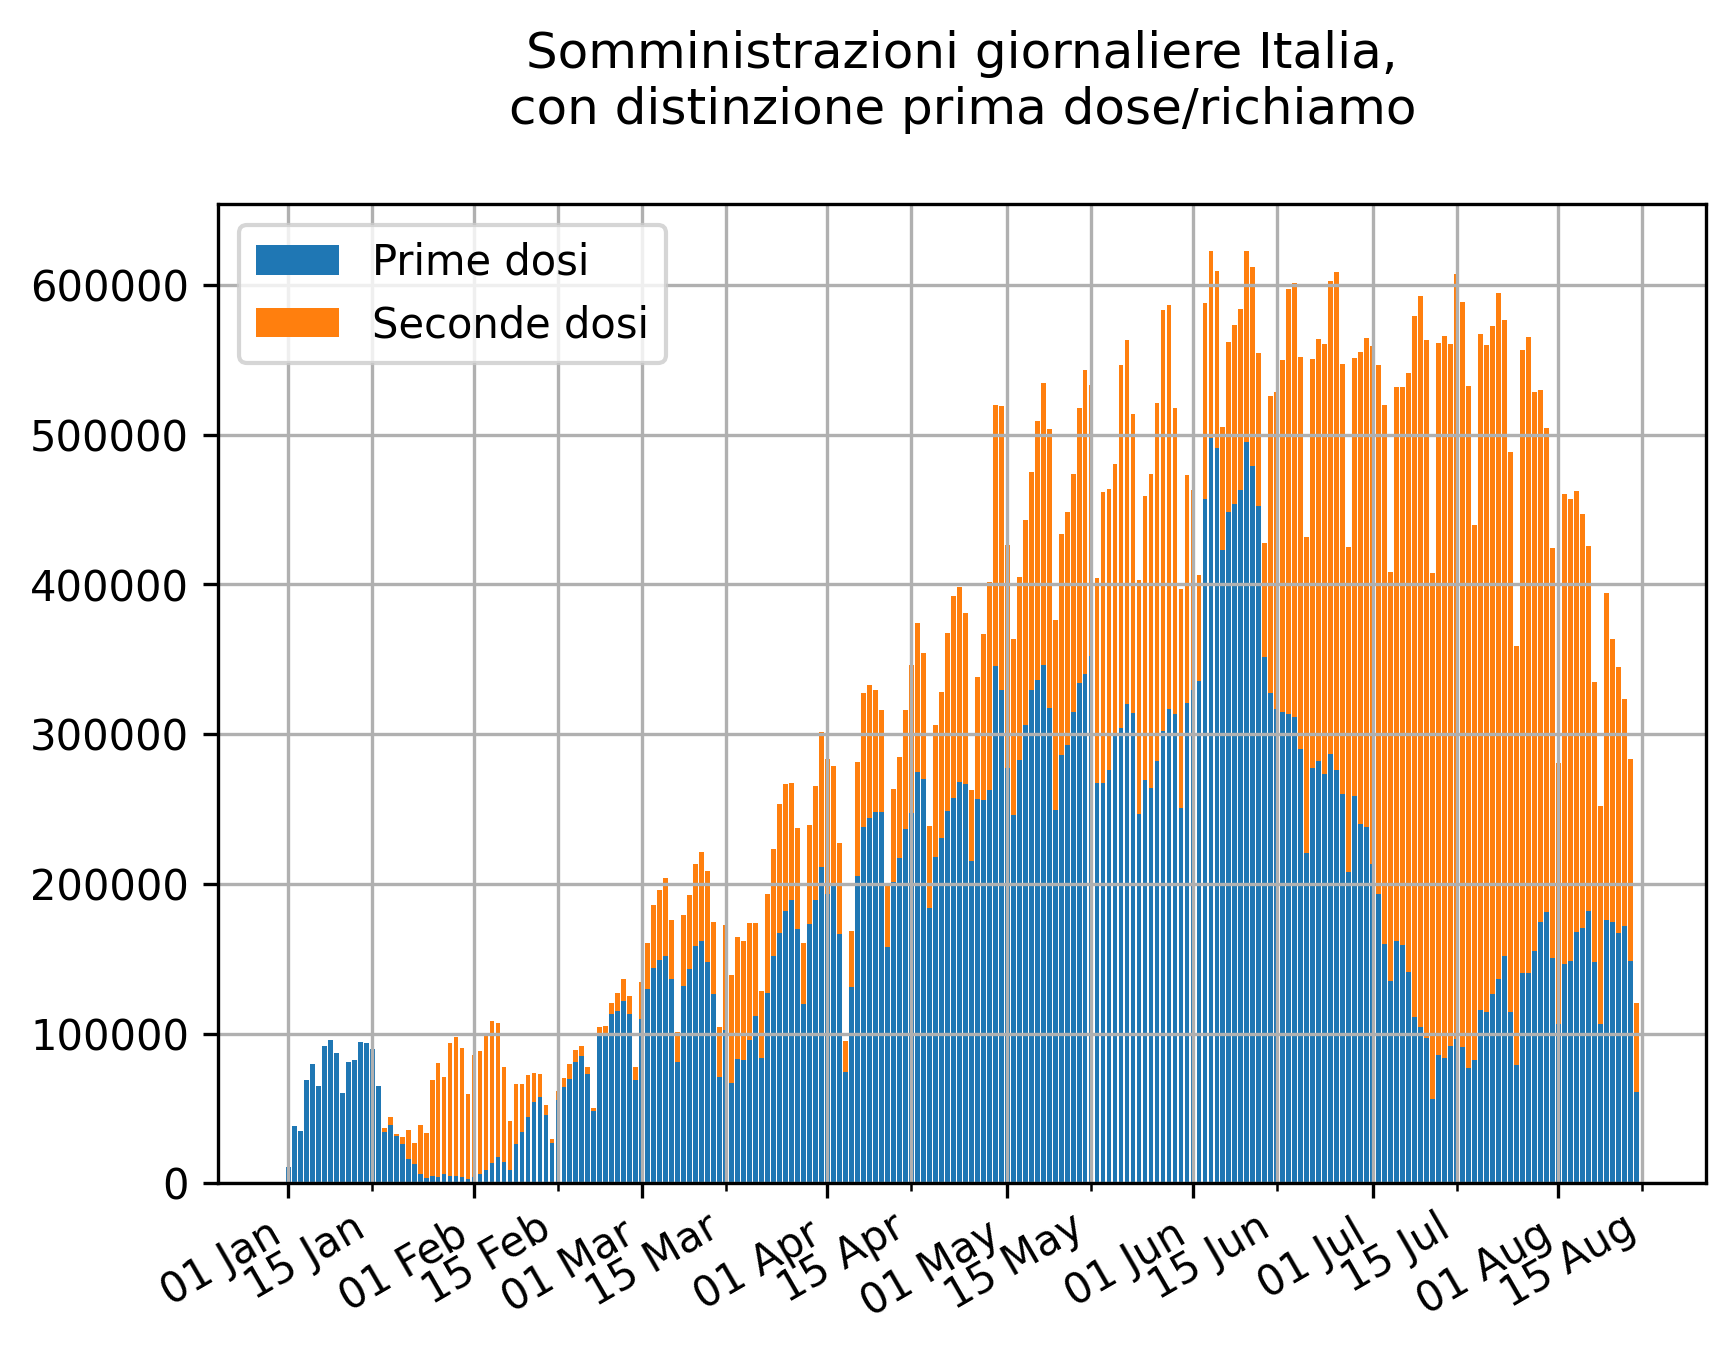 Somministrazioni giornaliere Italia,
con distinzione prima dose/richiamo
Prime dosi
Seconde dosi
600000
500000
400000
300000
200000
100000
0
01 Jan
15 Jan
01 Feb
15 Feb
01 Mar
15 Mar
01 Apr
15 Apr
01 May
15 May
01 Jun
15 Jun
01 Jul
15 Jul
01 Aug
15 Aug